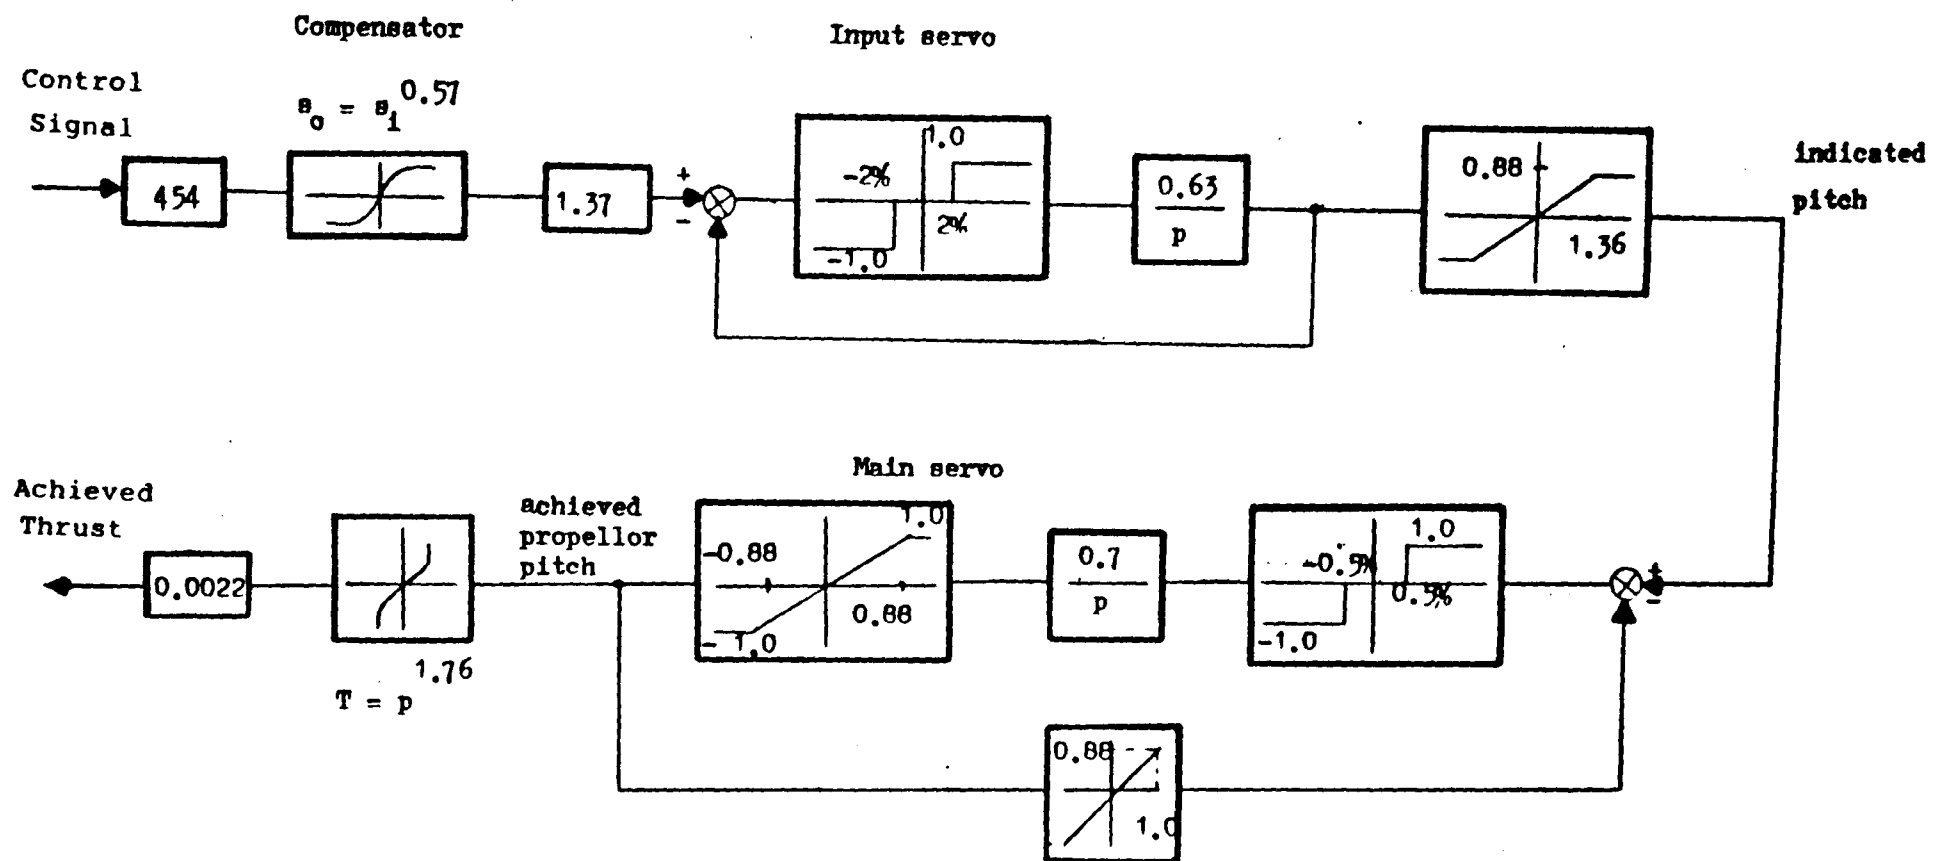 Compensator
Input servo
Control
Signal
s_o = s_i^0.57
454
1.37
+
-
1.0
-2%
2%
-1.0
0.63
p
0.88
1.36
indicated
pitch
Main servo
Achieved
Thrust
0.0022
T = p^1.76
achieved
propellor
pitch
1.0
-0.88
0.88
-1.0
0.7
p
1.0
-0.5%
0.5%
-1.0
+
-
0.88
1.0